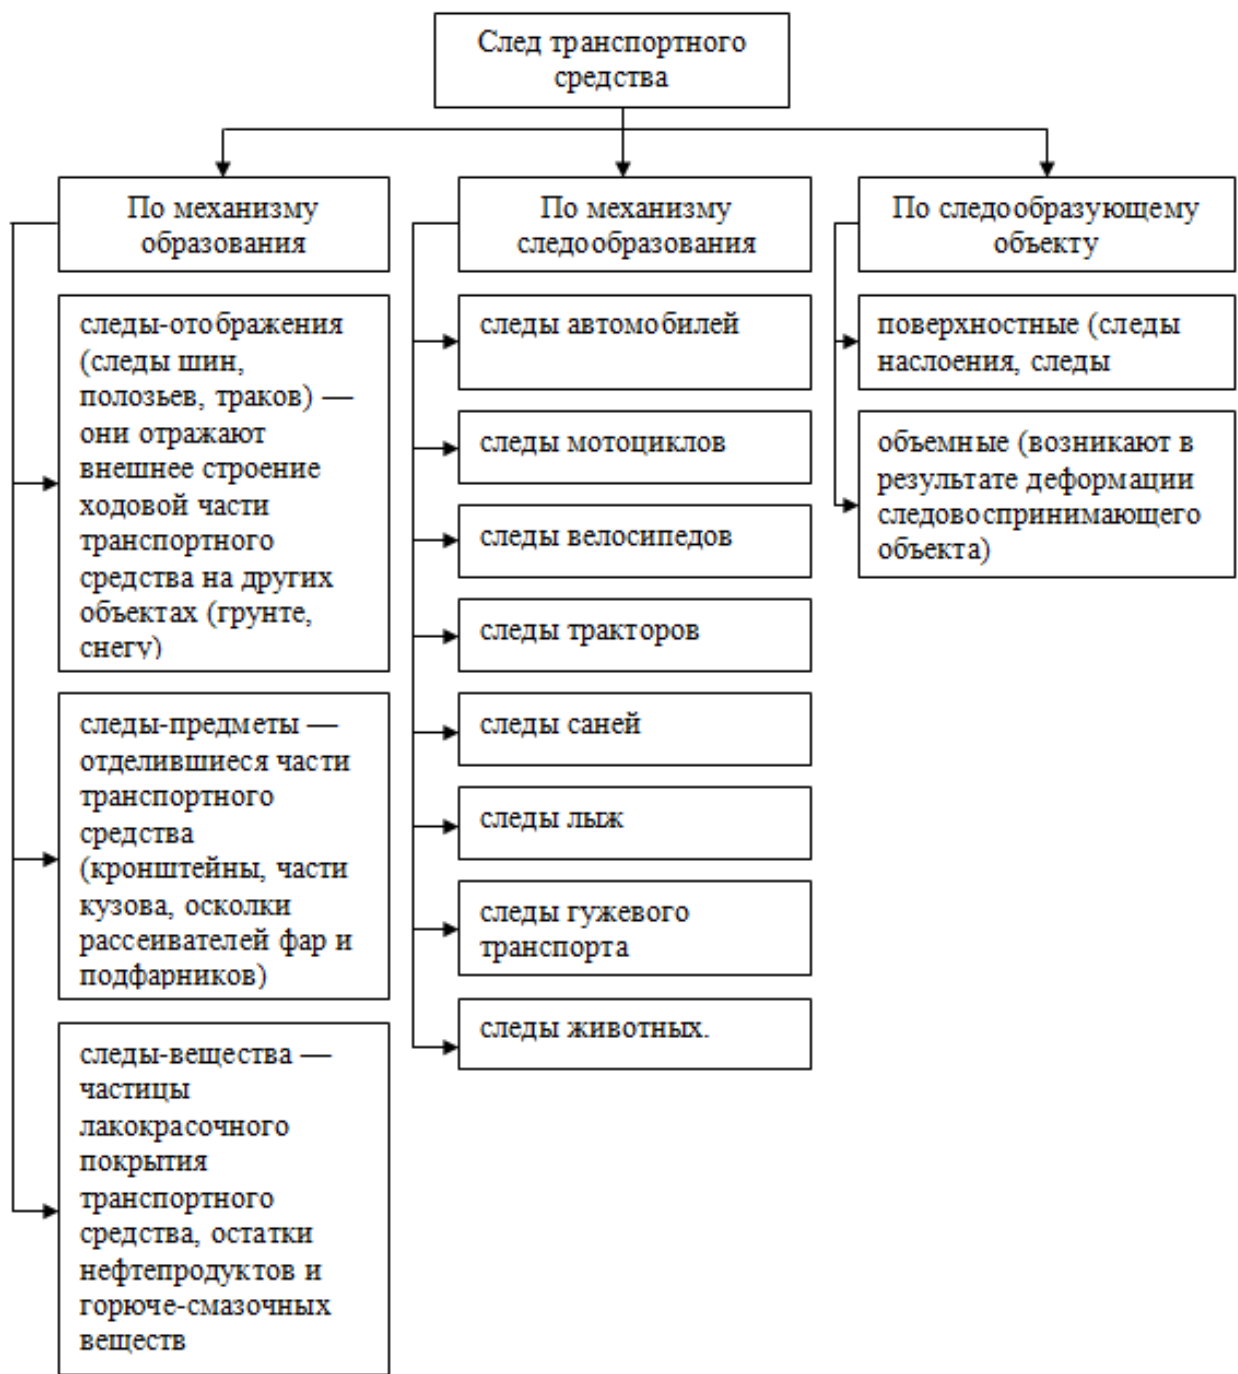 След транспортного
средства
По механизму
образования
следы-отображения
(следы шин,
полозьев, траков) —
они отражают
внешнее строение
ходовой части
транспортного
средства на других
объектах (грунте,
снегу)
следы-предметы —
отделившиеся части
транспортного
средства
(кронштейны, части
кузова, осколки
рассеивателей фар и
подфарников)
следы-вещества —
частицы
лакокрасочного
покрытия
транспортного
средства, остатки
нефтепродуктов и
горюче-смазочных
веществ
По механизму
следообразования
следы автомобилей
следы мотоциклов
следы велосипедов
следы тракторов
следы саней
следы лыж
следы гужевого
транспорта
следы животных.
По следообразующему
объекту
поверхностные (следы
наслоения, следы
объемные (возникают в
результате деформации
следовоспринимающего
объекта)